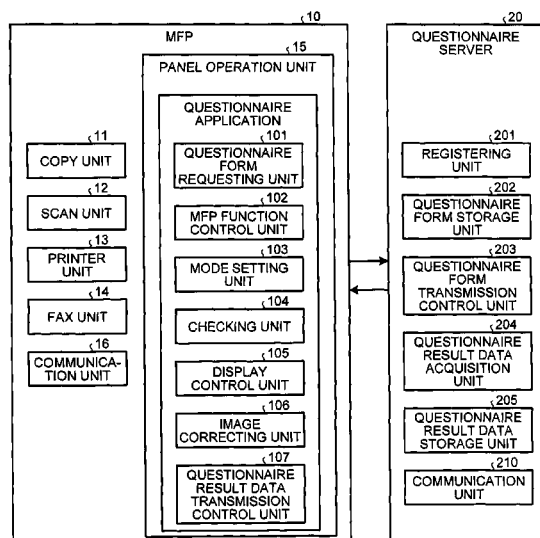 10
MFP
15
PANEL OPERATION UNIT
QUESTIONNAIRE
APPLICATION
101
QUESTIONNAIRE
FORM
REQUESTING UNIT
102
MFP FUNCTION
CONTROL UNIT
103
MODE SETTING
UNIT
104
CHECKING UNIT
105
DISPLAY
CONTROL UNIT
106
IMAGE
CORRECTING UNIT
107
QUESTIONNAIRE
RESULT DATA
TRANSMISSION
CONTROL UNIT
11
COPY UNIT
12
SCAN UNIT
13
PRINTER
UNIT
14
FAX UNIT
16
COMMUNICA-
TION UNIT
20
QUESTIONNAIRE
SERVER
201
REGISTERING
UNIT
202
QUESTIONNAIRE
FORM STORAGE
UNIT
203
QUESTIONNAIRE
FORM
TRANSMISSION
CONTROL UNIT
204
QUESTIONNAIRE
RESULT DATA
ACQUISITION
UNIT
205
QUESTIONNAIRE
RESULT DATA
STORAGE UNIT
210
COMMUNICATION
UNIT